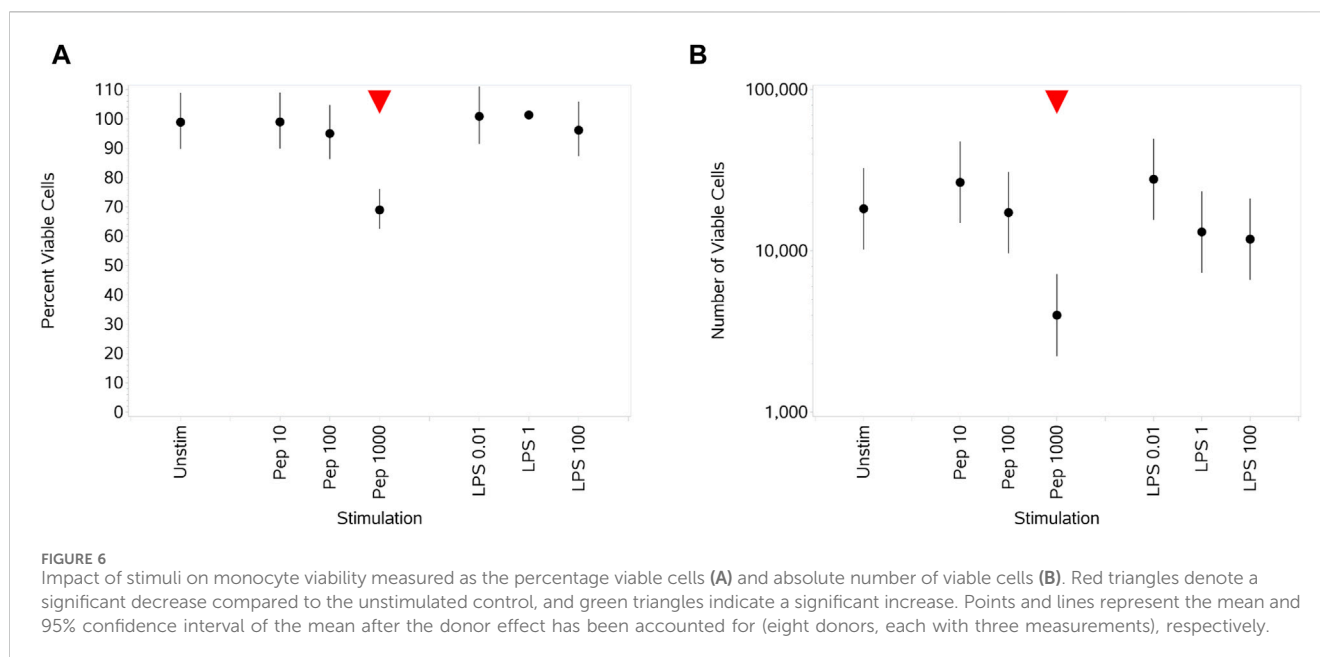 A
Percent Viable Cells
110
100
90
80
70
60
50
40
30
20
10
0
Unstim
Pep 10
Pep 100
Pep 1000
LPS 0.01
LPS 1
LPS 100
Stimulation
B
Number of Viable Cells
100,000
10,000
1,000
Unstim
Pep 10
Pep 100
Pep 1000
LPS 0.01
LPS 1
LPS 100
Stimulation
FIGURE 6
Impact of stimuli on monocyte viability measured as the percentage viable cells (A) and absolute number of viable cells (B). Red triangles denote a
significant decrease compared to the unstimulated control, and green triangles indicate a significant increase. Points and lines represent the mean and
95% confidence interval of the mean after the donor effect has been accounted for (eight donors, each with three measurements), respectively.